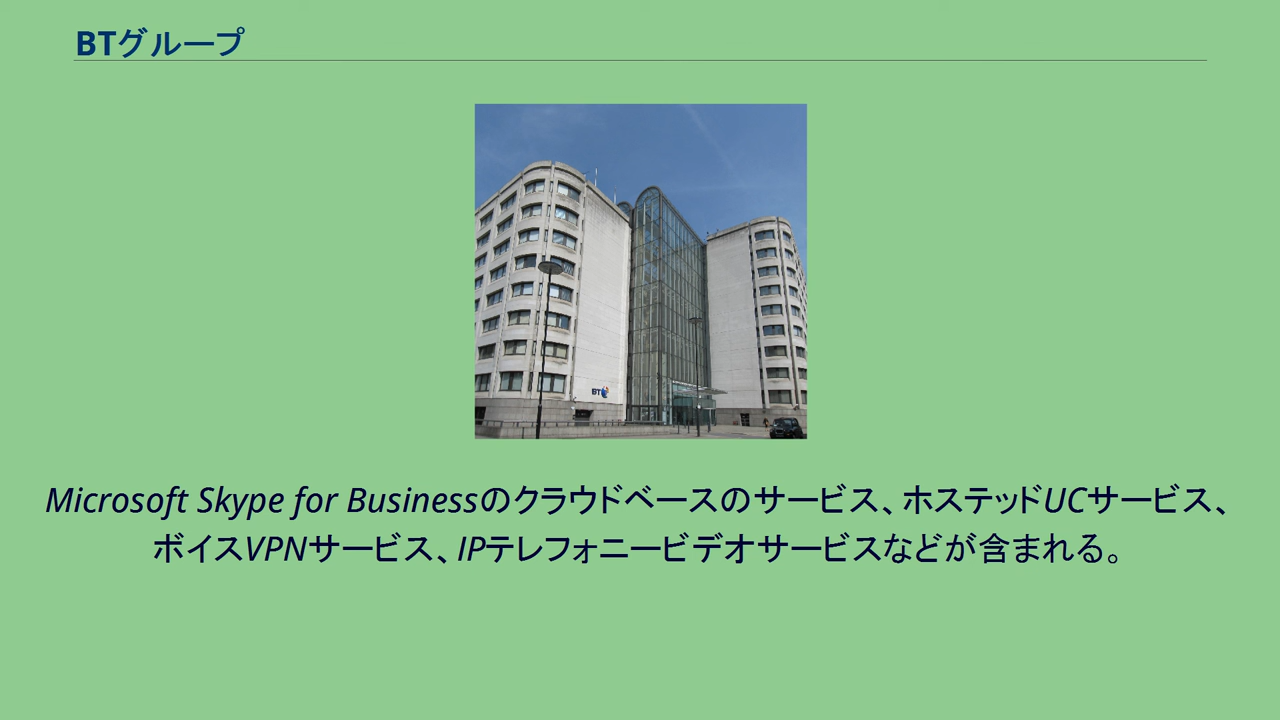 BTグループ
BT
Microsoft Skype for Businessのクラウドベースのサービス、ホステッドUCサービス、
ボイスVPNサービス、IPテレフォニービデオサービスなどが含まれる。